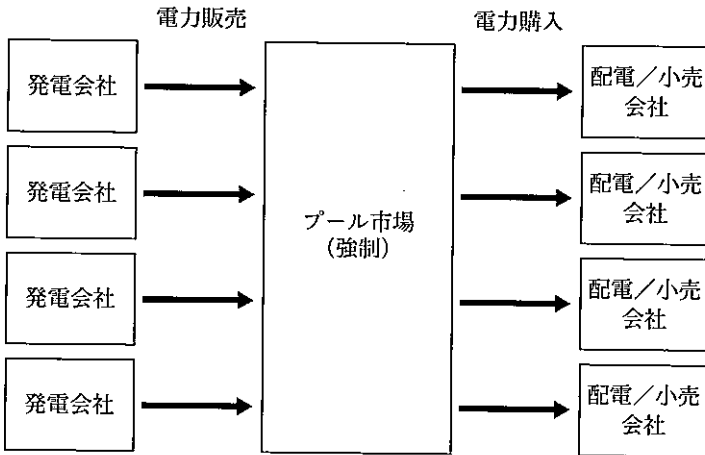 電力販売
電力購入
発電会社
発電会社
発電会社
発電会社
プール市場
（強制）
配電／小売
会社
配電／小売
会社
配電／小売
会社
配電／小売
会社